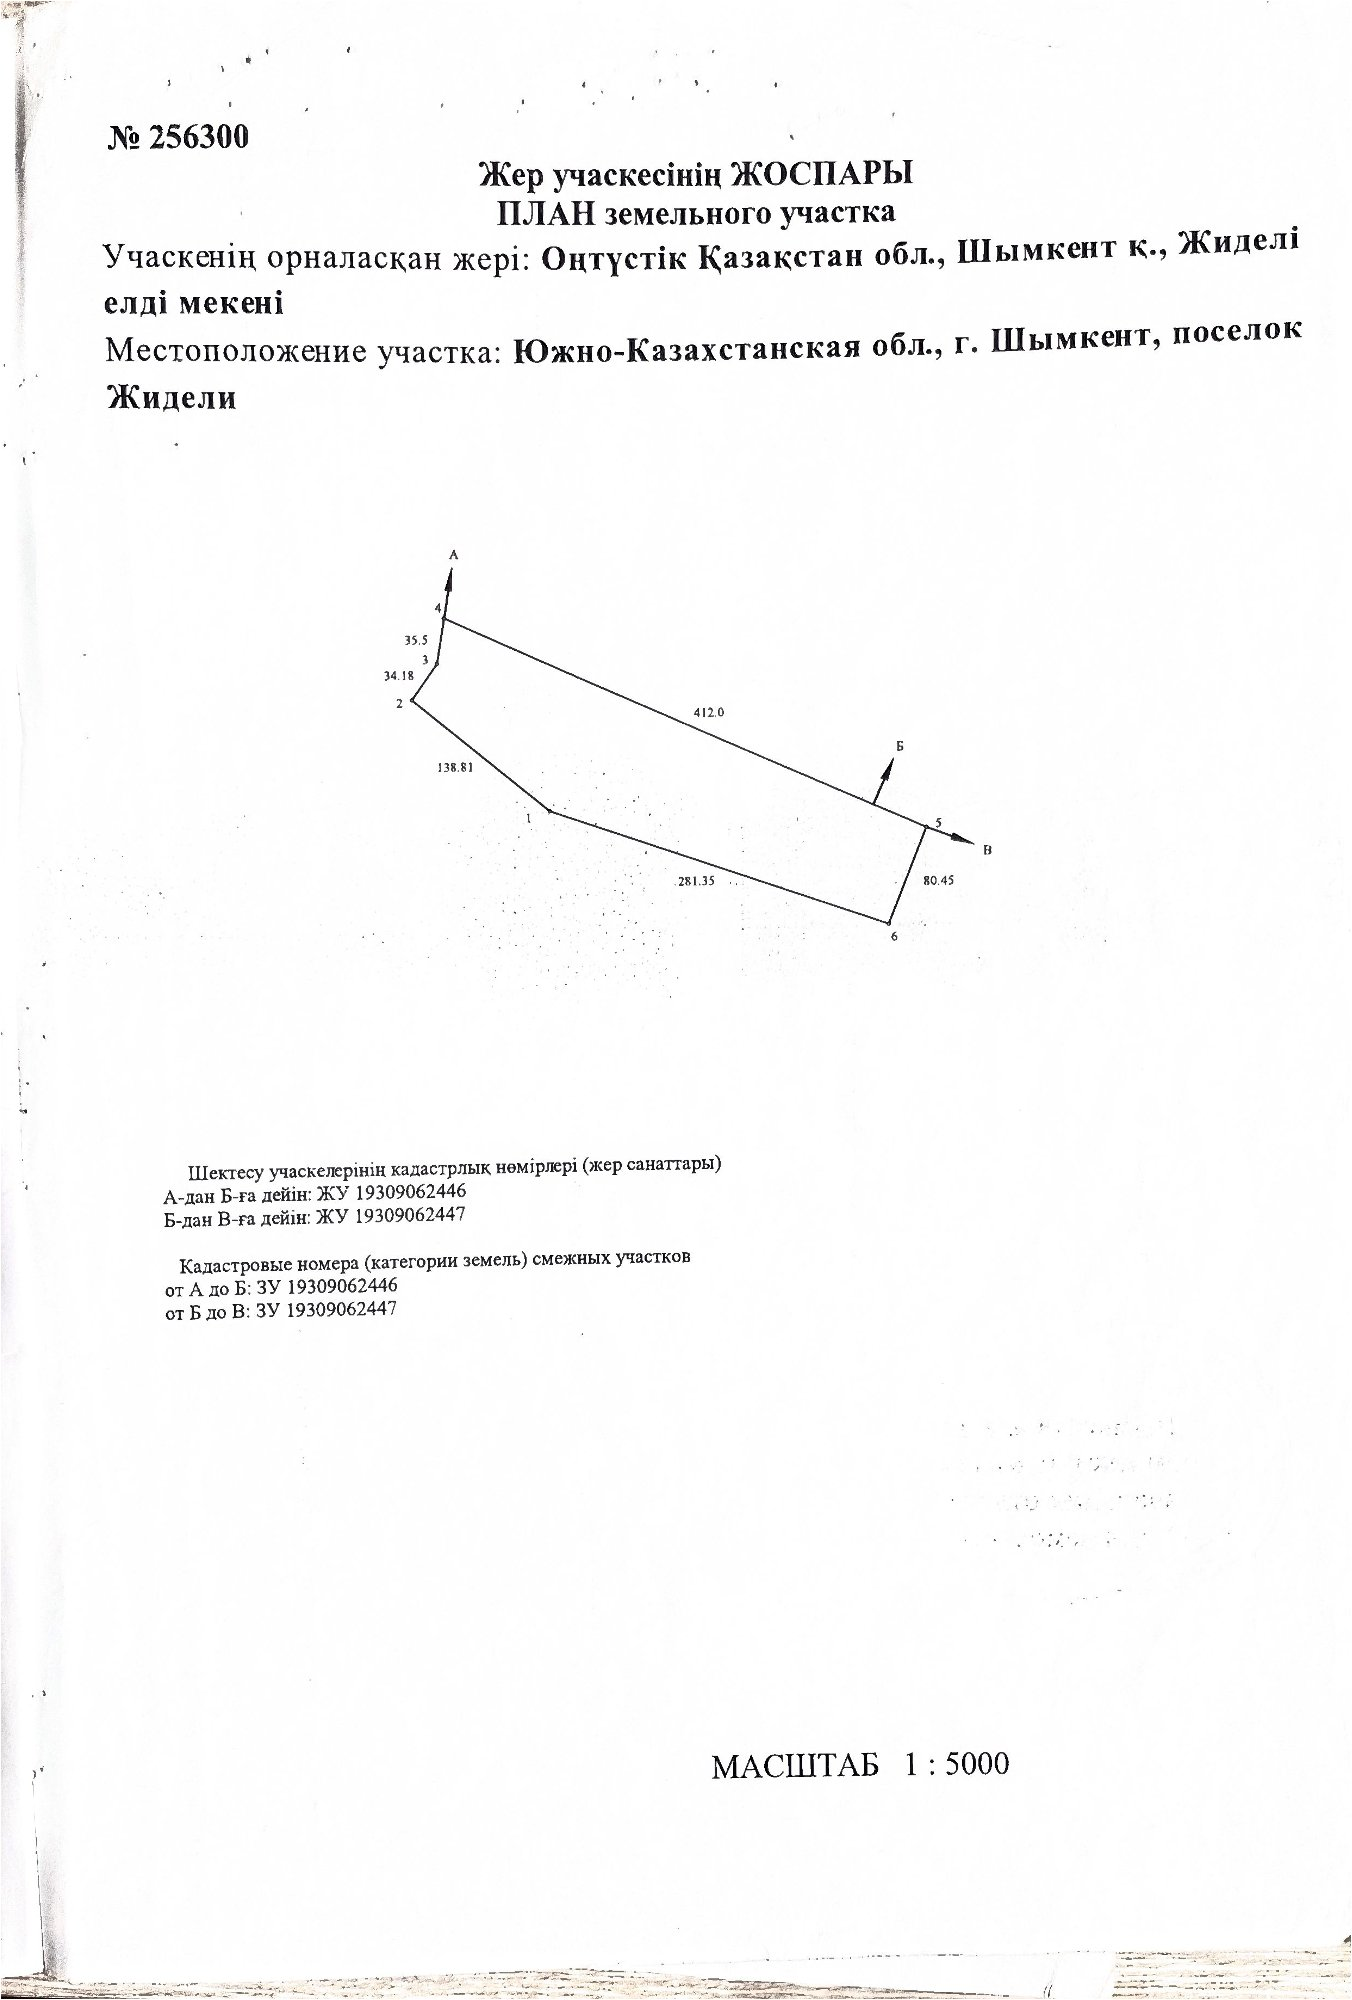 № 256300
Жер учаскесінің ЖОСПАРЫ
ПЛАН земельного участка
Учаскенің орналасқан жері: Оңтүстік Қазақстан обл., Шымкент қ., Жиделі
елді мекені
Местоположение участка: Южно-Казахстанская обл., г. Шымкент, поселок
Жидели
А
4
35.5
3
34.18
2
412.0
Б
138.81
1
5
В
281.35
80.45
6
Шектесу учаскелерінің кадастрлық нөмірлері (жер санаттары)
А-дан Б-ға дейін: ЖУ 19309062446
Б-дан В-ға дейін: ЖУ 19309062447
Кадастровые номера (категории земель) смежных участков
от А до Б: ЗУ 19309062446
от Б до В: ЗУ 19309062447
МАСШТАБ 1 : 5000